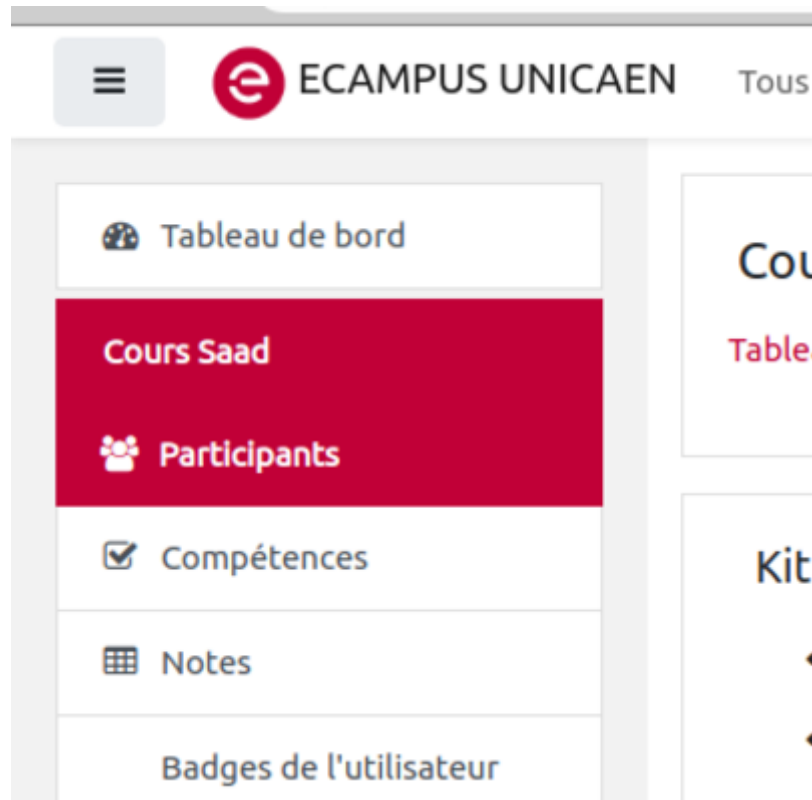 ECAMPUS UNICAEN Tous
Tableau de bord
Cours Saad
Participants
Compétences
Notes
Badges de l'utilisateur
Cou
Table
Kit